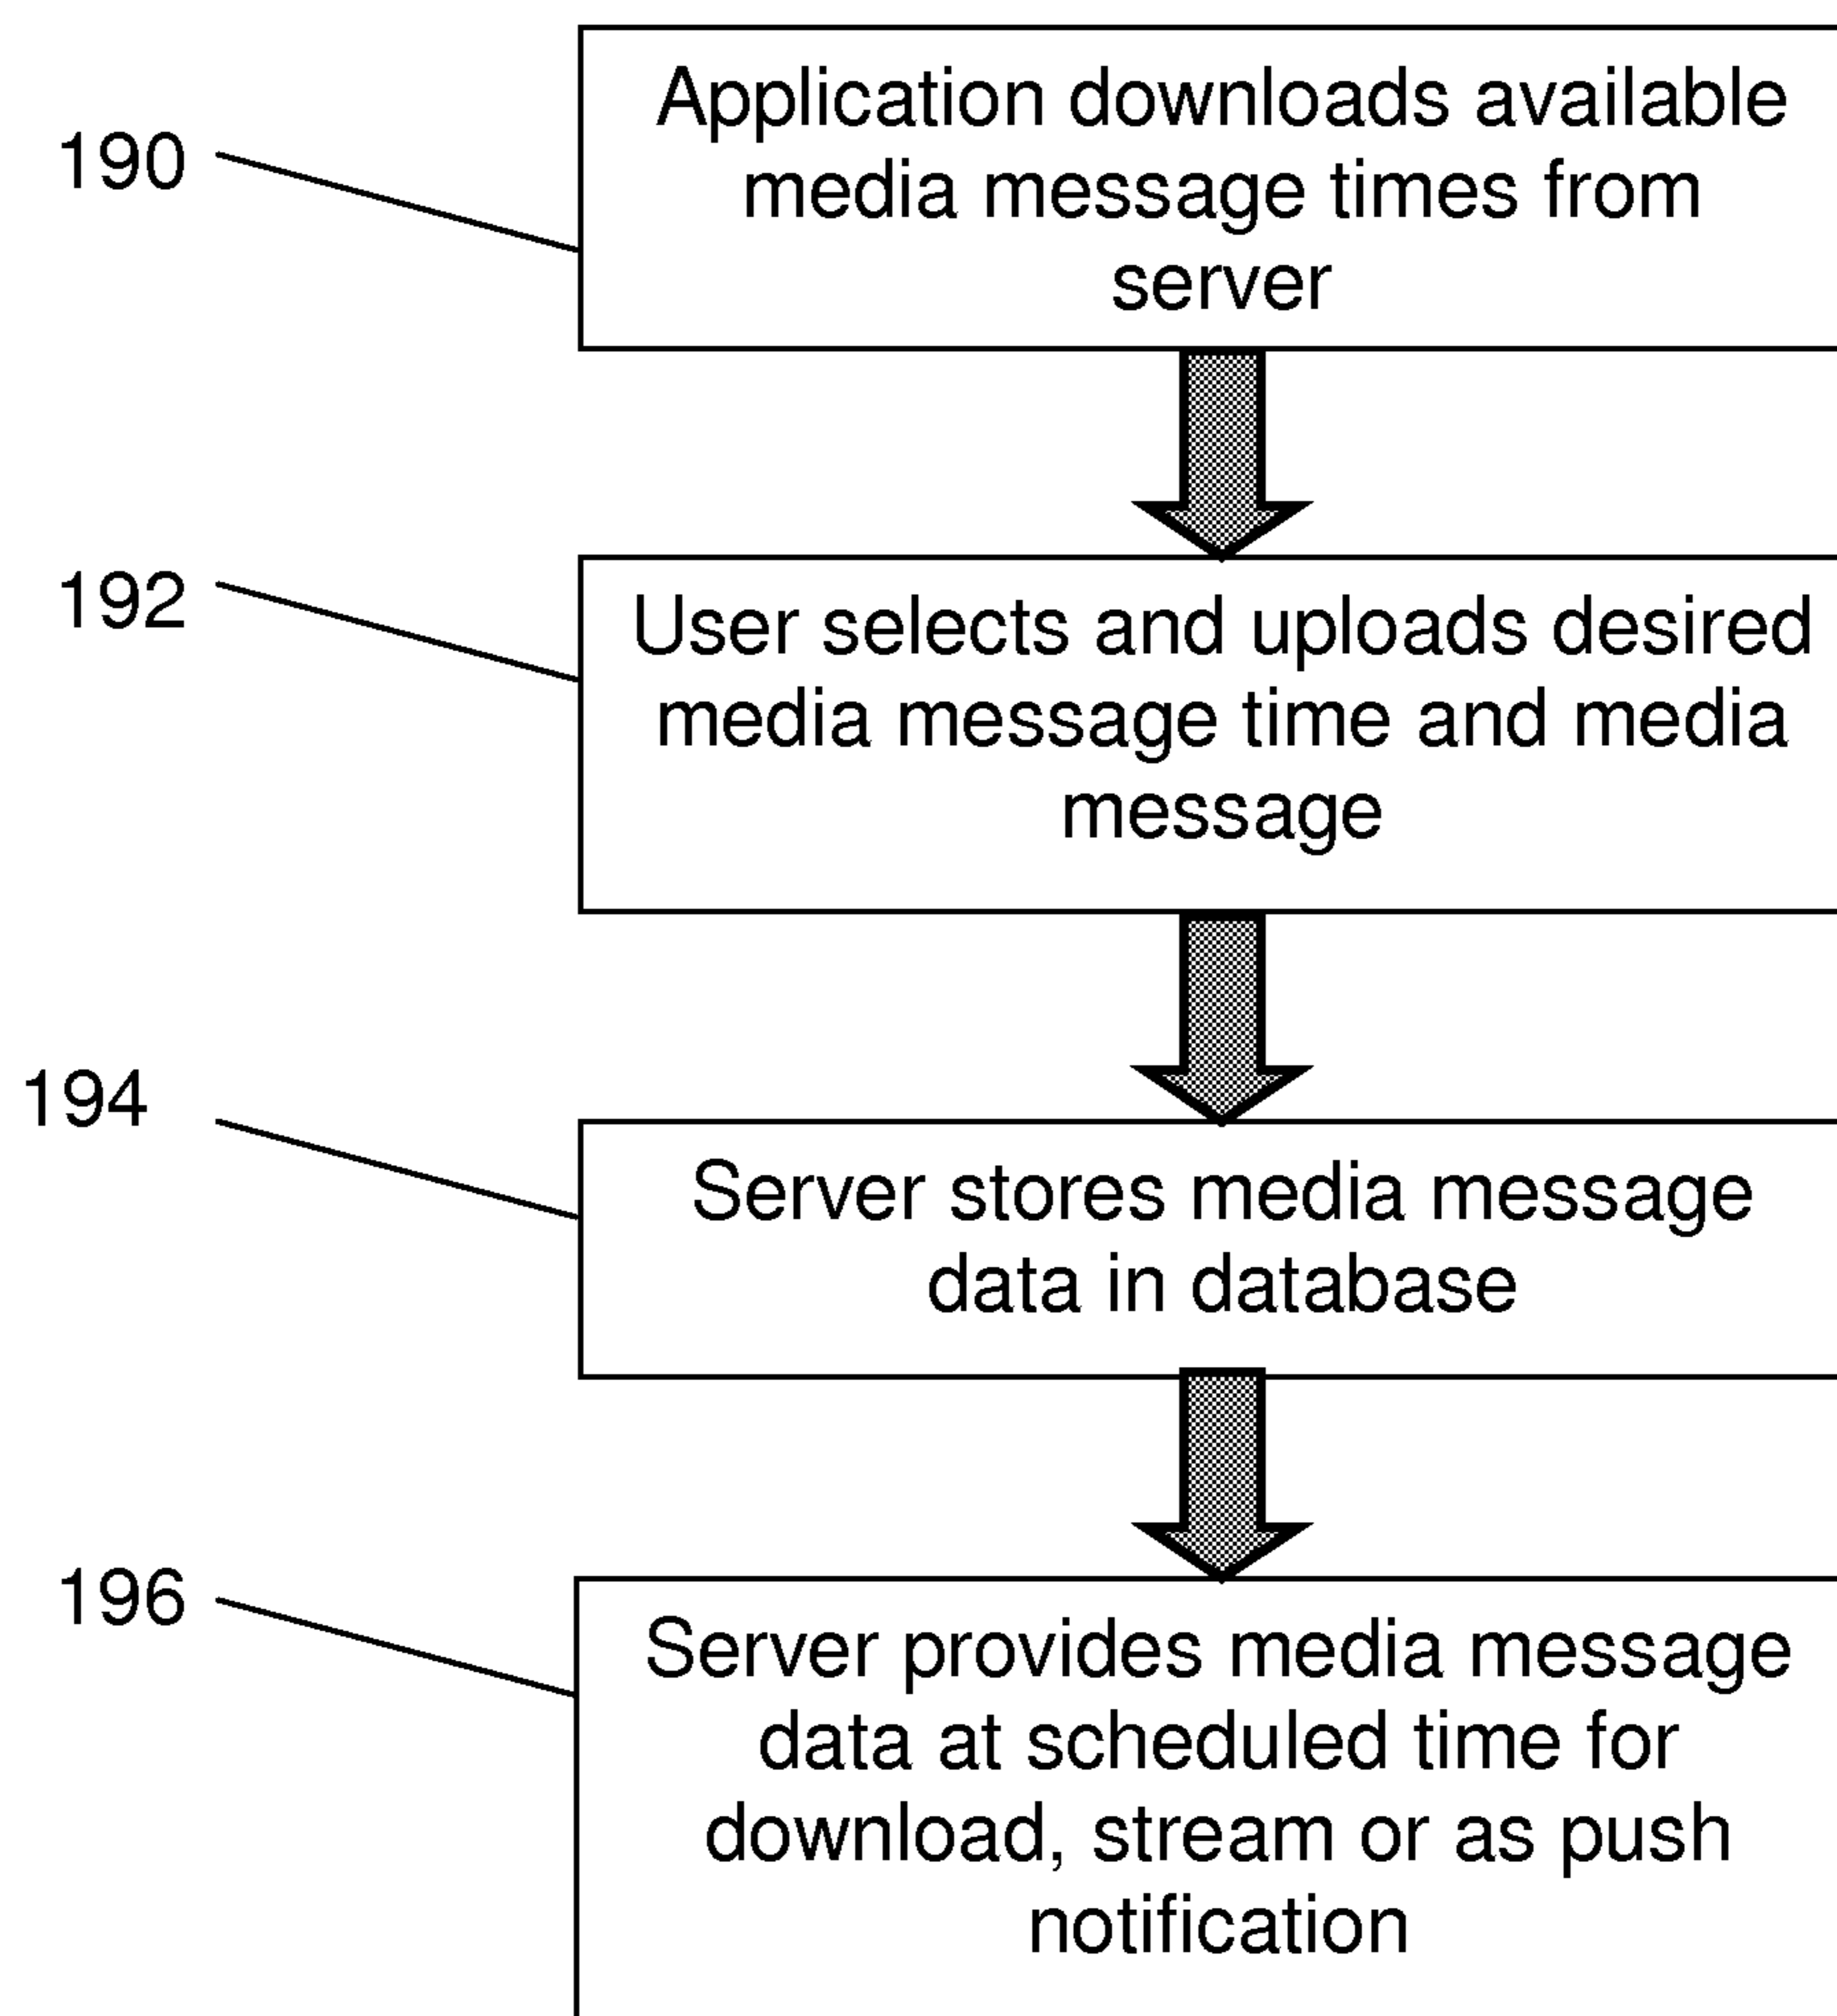 190
Application downloads available
media message times from
server
192
User selects and uploads desired
media message time and media
message
194
Server stores media message
data in database
196
Server provides media message
data at scheduled time for
download, stream or as push
notification